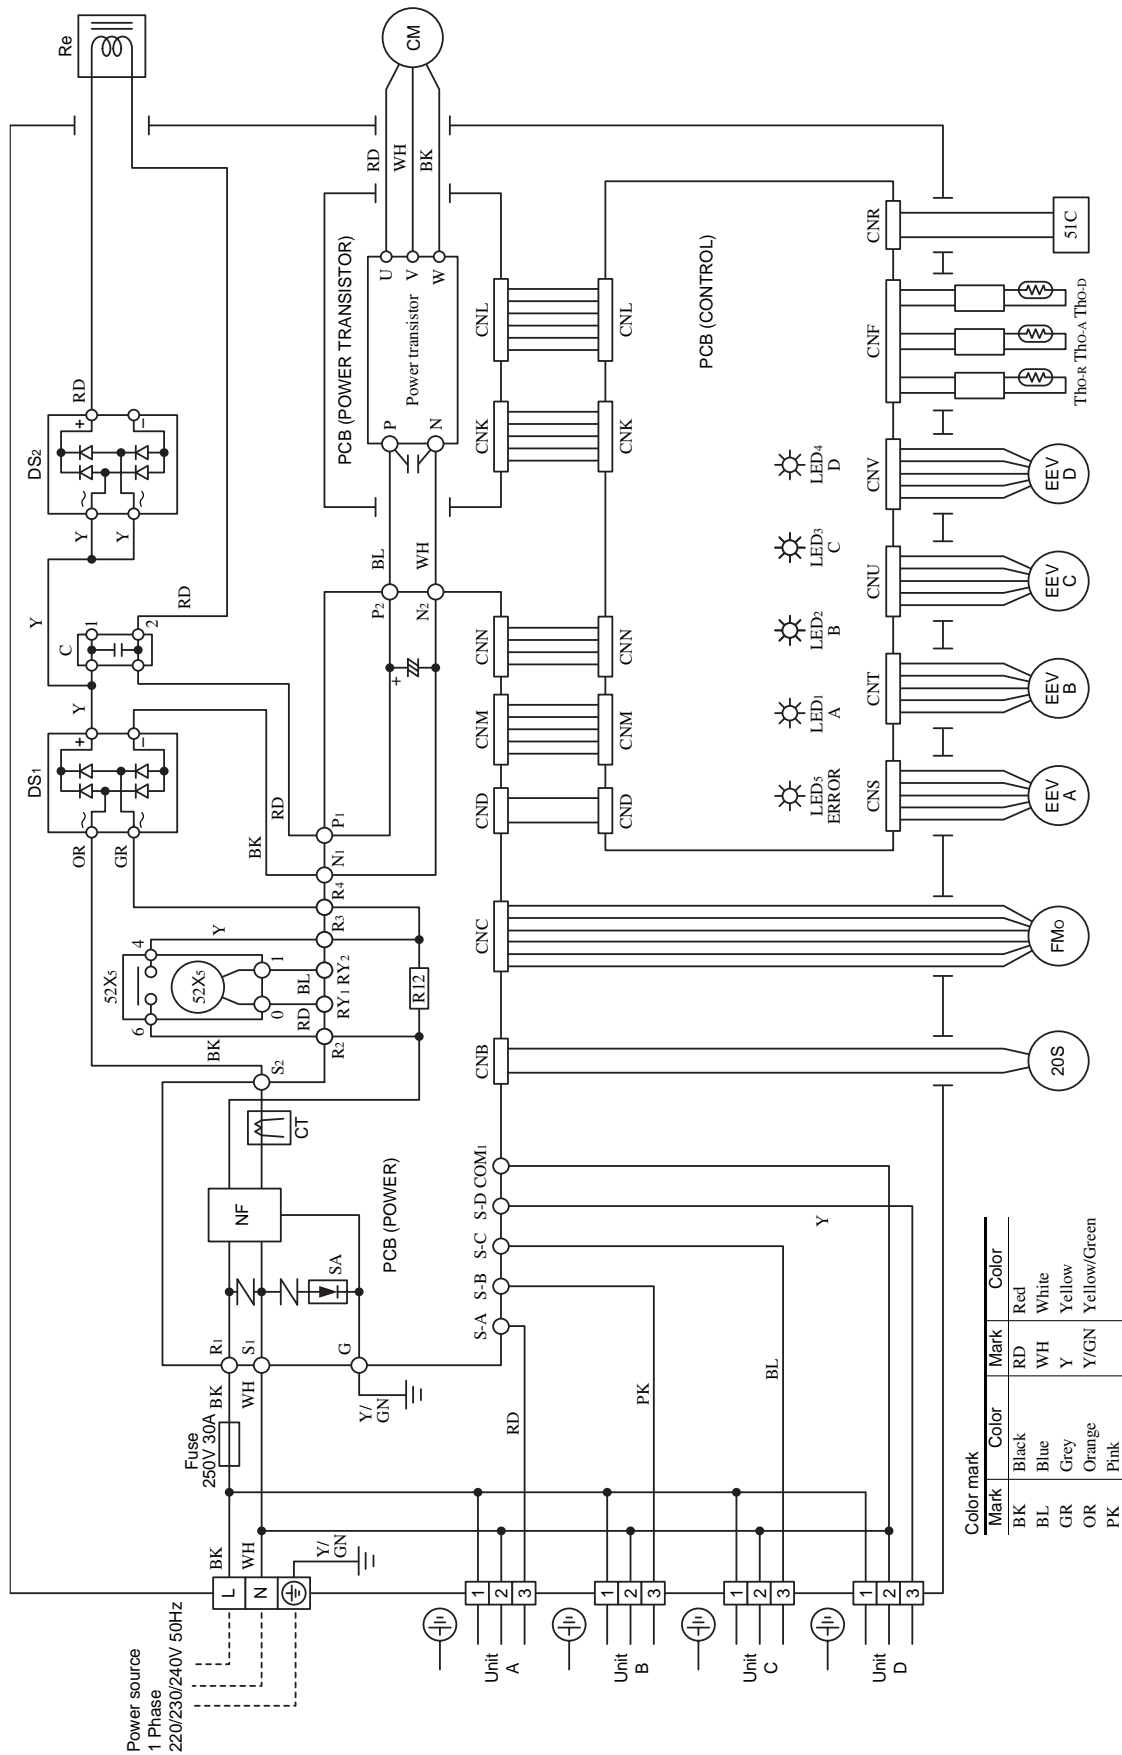 Power source
1 Phase
220/230/240V 50Hz
L
N
BK
WH
Y/
GN
Fuse
250V 30A
BK
WH
Y/
GN
R1
S1
G
SA
NF
CT
PCB (POWER)
S2
BK
OR
GR
52X5
6
4
52X5
0
1
RD
BL
Y
R2
RY1
RY2
R3
R4
N1
P1
R12
BK
RD
DS1
+
−
~
~
Y
C
1
2
Y
RD
Y
Y
DS2
+
−
~
~
RD
Re
+
P2
N2
BL
WH
PCB (POWER TRANSISTOR)
P
N
Power transistor
U
V
W
RD
WH
BK
CM
S-A
S-B
S-C
S-D
COM1
CNB
CNC
CND
CNM
CNN
CNK
CNL
CND
CNM
CNN
CNK
CNL
PCB (CONTROL)
LED5
ERROR
LED1
A
LED2
B
LED3
C
LED4
D
CNS
CNT
CNU
CNV
CNF
CNR
20S
FMO
EEV
A
EEV
B
EEV
C
EEV
D
ThO-R
ThO-A
ThO-D
51C
RD
PK
BL
Y
1
2
3
Unit
A
1
2
3
Unit
B
1
2
3
Unit
C
1
2
3
Unit
D
Color mark
Mark Color Mark Color
BK Black RD Red
BL Blue WH White
GR Grey Y Yellow
OR Orange Y/GN Yellow/Green
PK Pink